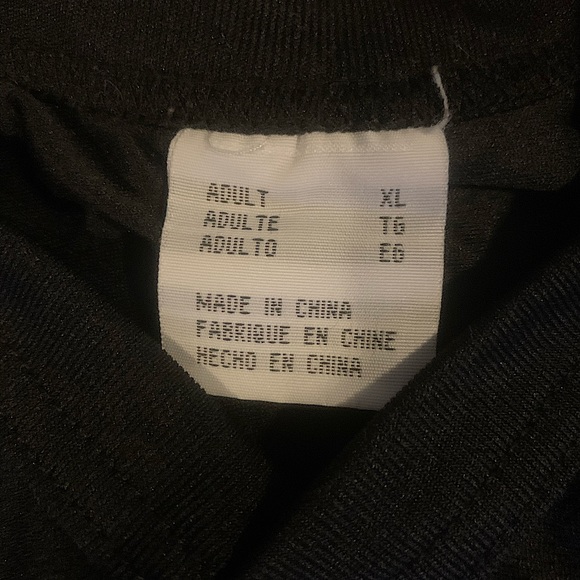 ADULT XL
ADULTE TG
ADULTO EG
MADE IN CHINA
FABRIQUE EN CHINE
HECHO EN CHINA